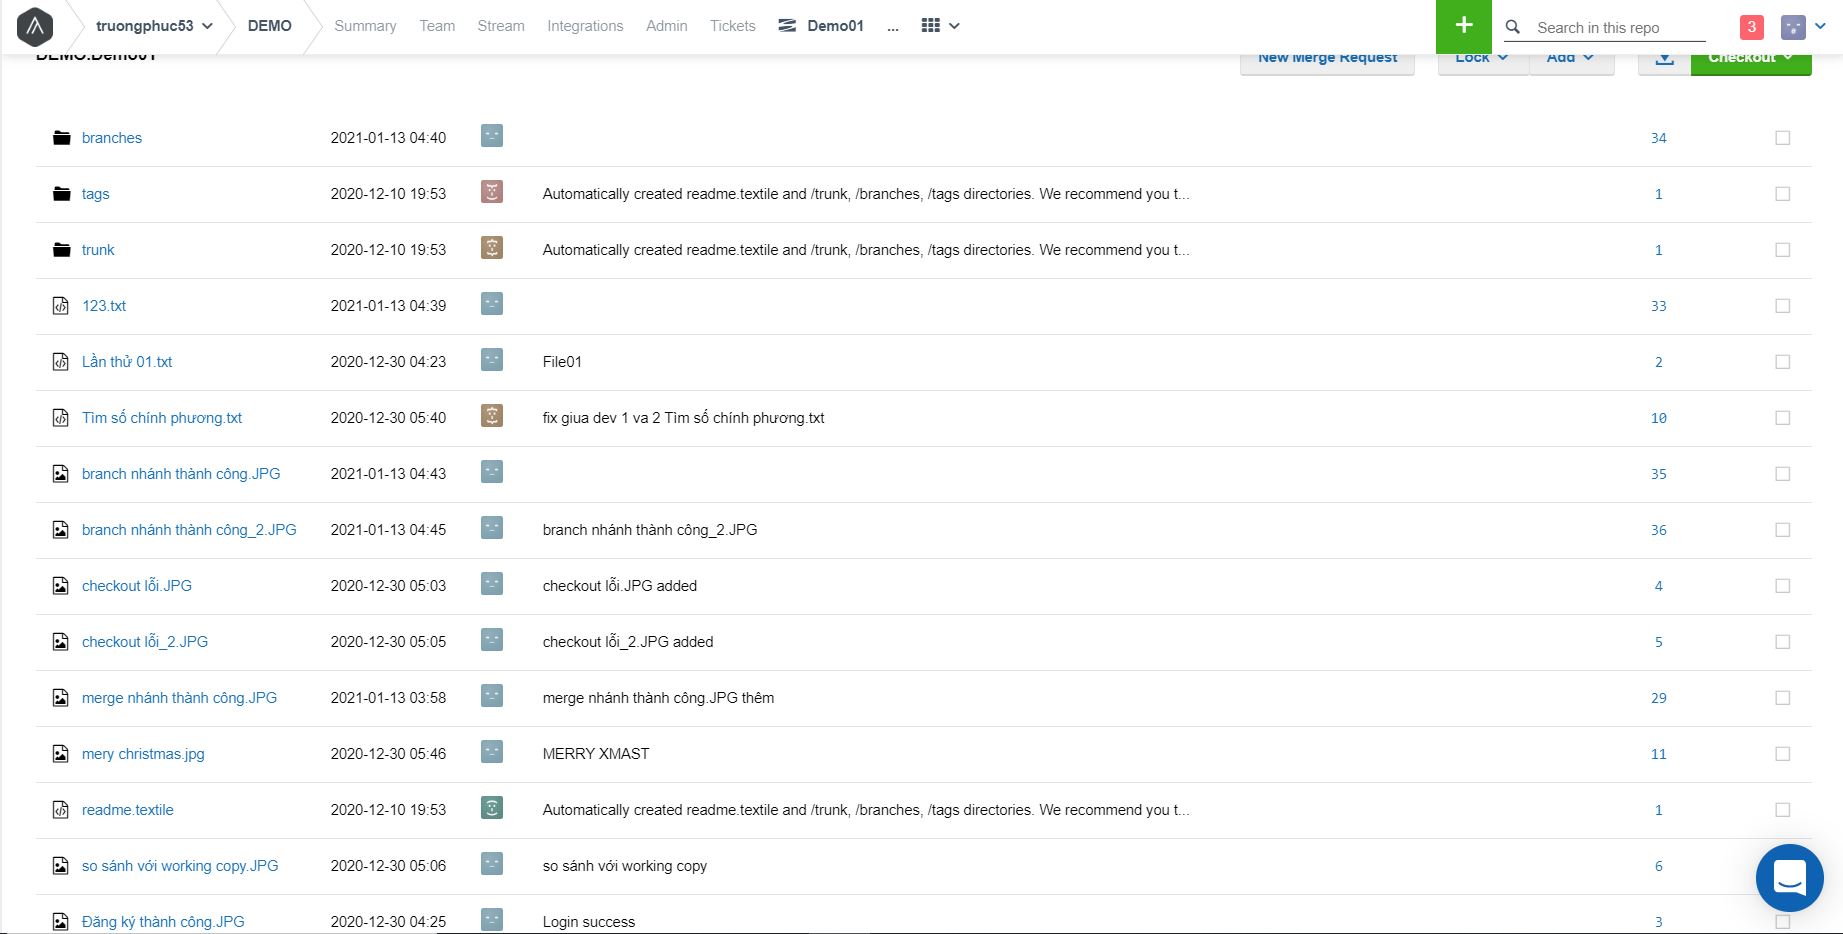 truongphuc53 DEMO Summary Team Stream Integrations Admin Tickets Demo01 ... + Search in this repo 3
DEMO.Demo01 New Merge Request Lock Add Checkout
branches 2021-01-13 04:40 34
tags 2020-12-10 19:53 Automatically created readme.textile and /trunk, /branches, /tags directories. We recommend you t... 1
trunk 2020-12-10 19:53 Automatically created readme.textile and /trunk, /branches, /tags directories. We recommend you t... 1
123.txt 2021-01-13 04:39 33
Lần thử 01.txt 2020-12-30 04:23 File01 2
Tìm số chính phương.txt 2020-12-30 05:40 fix giua dev 1 va 2 Tìm số chính phương.txt 10
branch nhánh thành công.JPG 2021-01-13 04:43 35
branch nhánh thành công_2.JPG 2021-01-13 04:45 branch nhánh thành công_2.JPG 36
checkout lỗi.JPG 2020-12-30 05:03 checkout lỗi.JPG added 4
checkout lỗi_2.JPG 2020-12-30 05:05 checkout lỗi_2.JPG added 5
merge nhánh thành công.JPG 2021-01-13 03:58 merge nhánh thành công.JPG thêm 29
mery christmas.jpg 2020-12-30 05:46 MERRY XMAST 11
readme.textile 2020-12-10 19:53 Automatically created readme.textile and /trunk, /branches, /tags directories. We recommend you t... 1
so sánh với working copy.JPG 2020-12-30 05:06 so sánh với working copy 6
Đăng ký thành công.JPG 2020-12-30 04:25 Login success 3